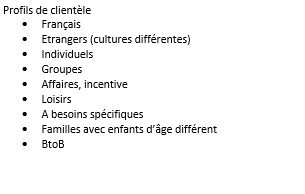 Profils de clientèle
• Français
• Etrangers (cultures différentes)
• Individuels
• Groupes
• Affaires, incentive
• Loisirs
• A besoins spécifiques
• Familles avec enfants d’âge différent
• BtoB